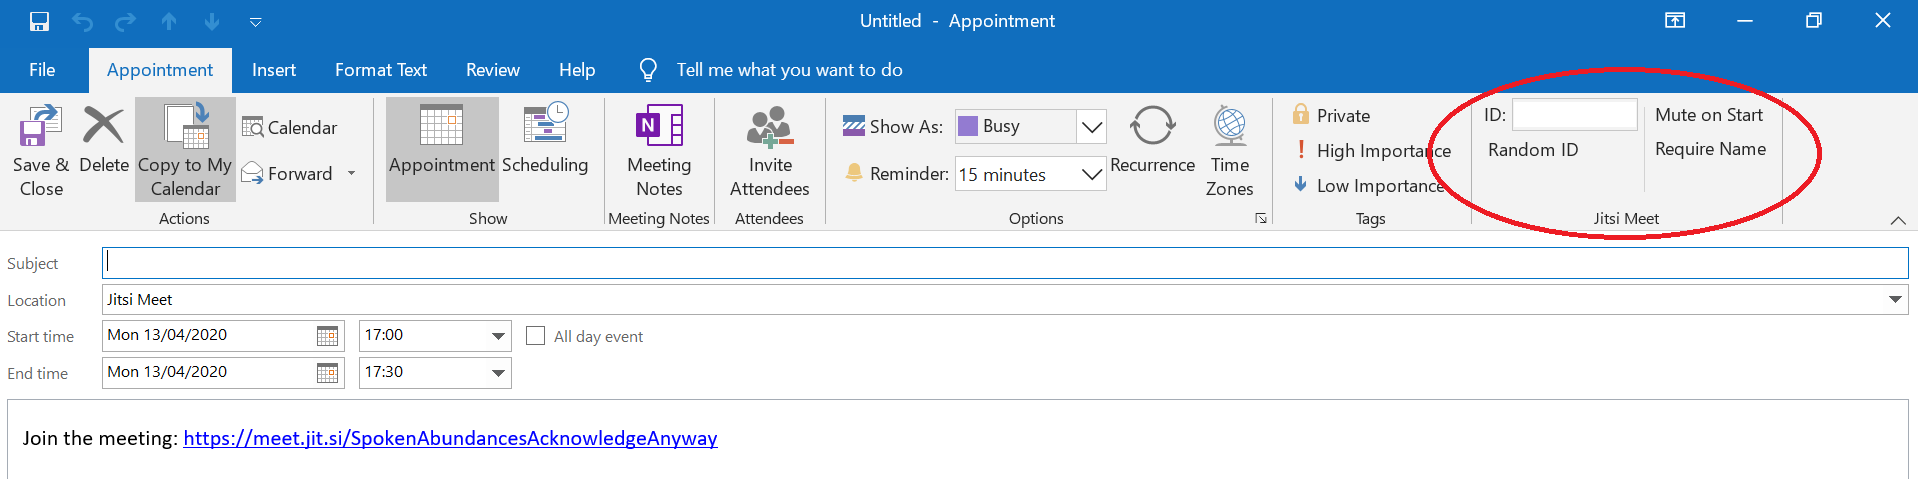 Untitled - Appointment
File Appointment Insert Format Text Review Help Tell me what you want to do
Save & Close
Delete
Copy to My Calendar
Calendar
Forward
Actions
Appointment
Scheduling
Show
Meeting Notes
Meeting Notes
Invite Attendees
Attendees
Show As: Busy
Reminder: 15 minutes
Recurrence
Time Zones
Options
Private
High Importance
Low Importance
Tags
ID:
Random ID
Mute on Start
Require Name
Jitsi Meet
Subject
Location Jitsi Meet
Start time Mon 13/04/2020 17:00 All day event
End time Mon 13/04/2020 17:30
Join the meeting: https://meet.jit.si/SpokenAbundancesAcknowledgeAnyway